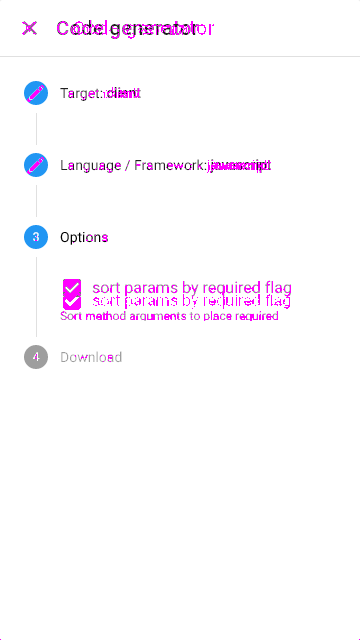 Code generator
Target: client
Language / Framework: javascript
3 Options
sort params by required flag
sort params by required flag
Sort method arguments to place required
4 Download